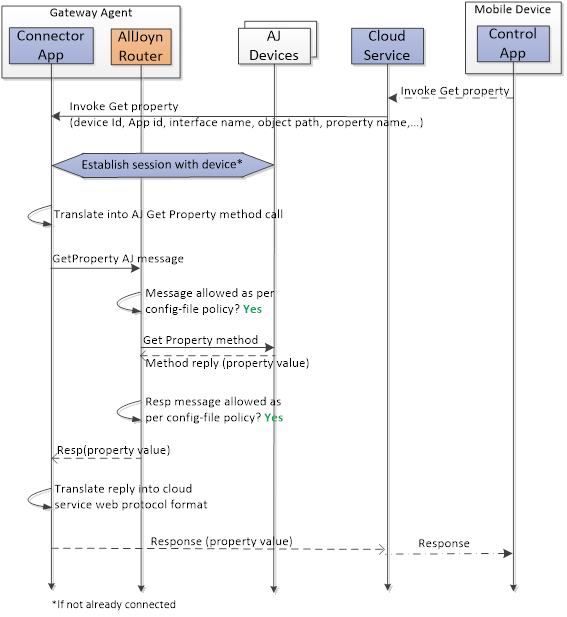 Gateway Agent
Mobile Device
Connector
App
AllJoyn
Router
AJ
Devices
Cloud
Service
Control
App
Invoke Get property
Invoke Get property
(device Id, App id, interface name, object path, property name,...)
Establish session with device*
Translate into AJ Get Property method call
GetProperty AJ message
Message allowed as per
config-file policy? Yes
Get Property method
Method reply (property value)
Resp message allowed as
per config-file policy? Yes
Resp(property value)
Translate reply into cloud
service web protocol format
Response (property value)
Response
*If not already connected